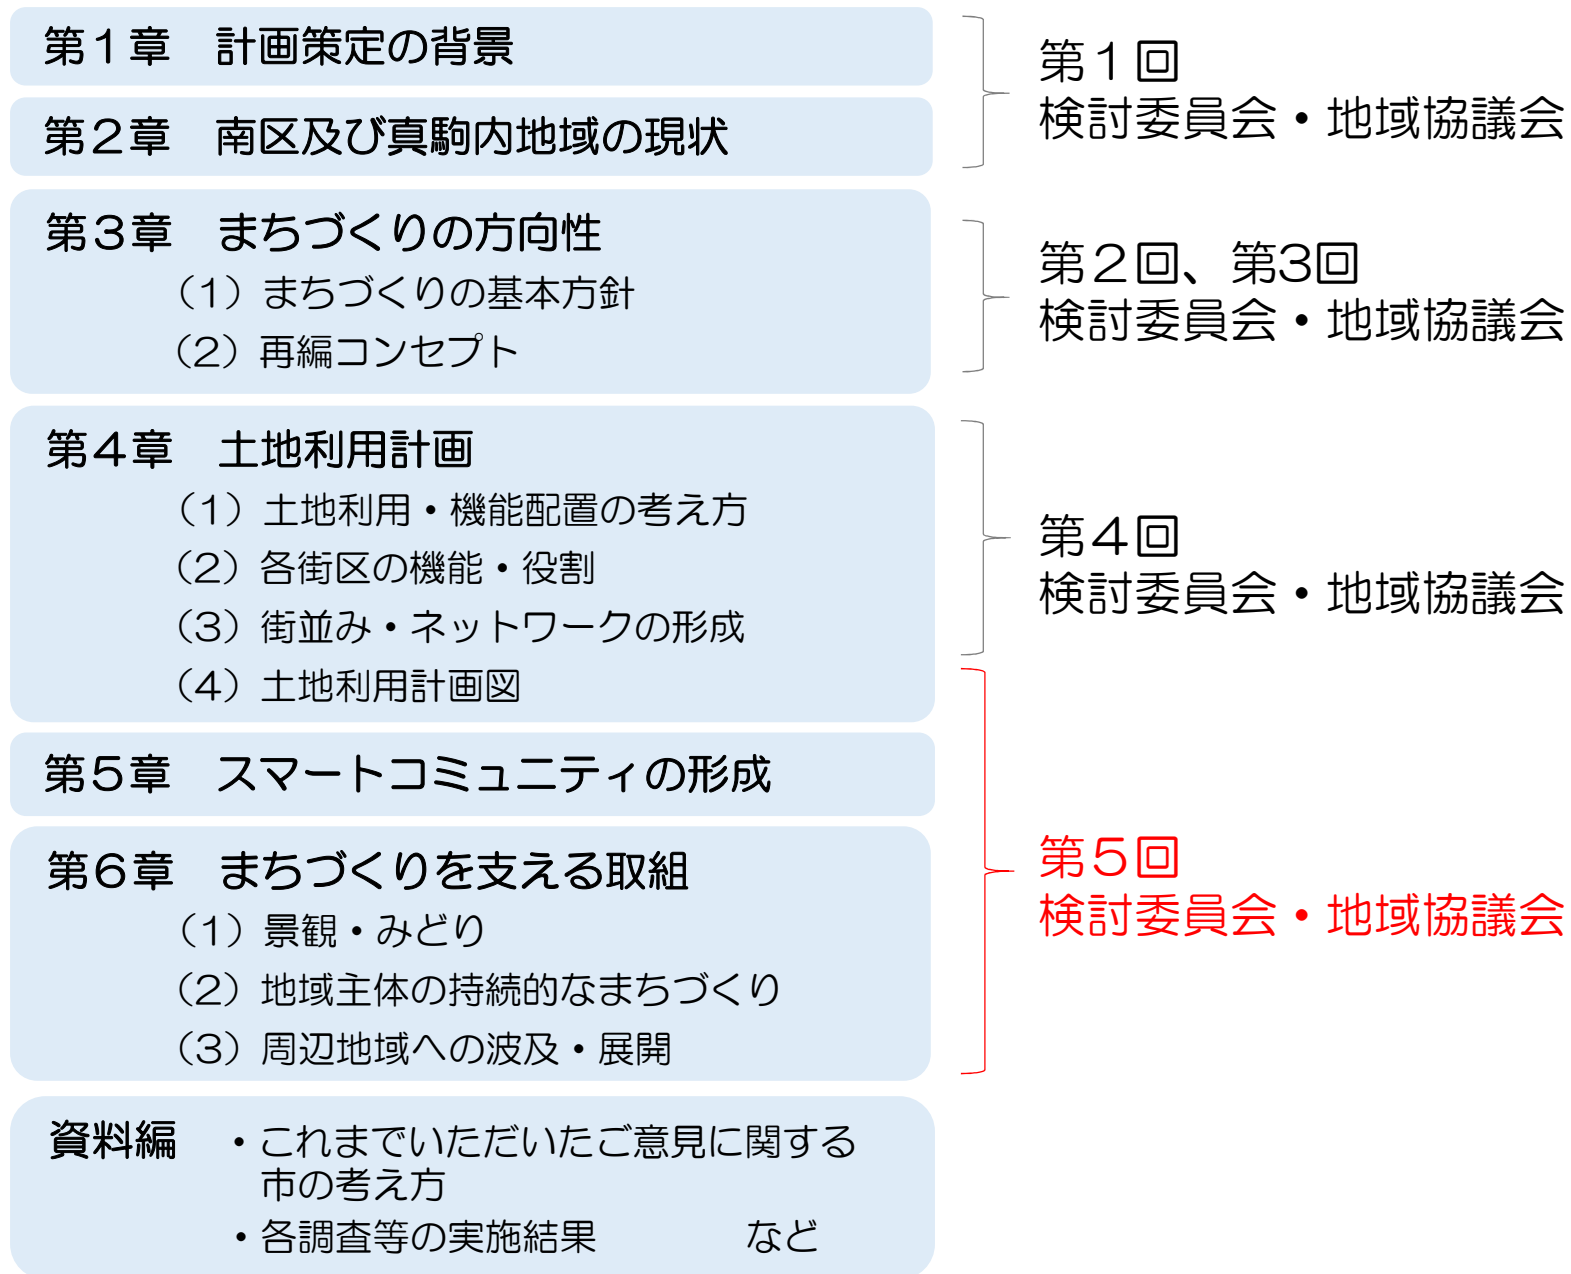 第１章　計画策定の背景
第２章　南区及び真駒内地域の現状
第１回
検討委員会・地域協議会
第３章　まちづくりの方向性
（1）まちづくりの基本方針
（2）再編コンセプト
第２回、第3回
検討委員会・地域協議会
第４章　土地利用計画
（1）土地利用・機能配置の考え方
（2）各街区の機能・役割
（3）街並み・ネットワークの形成
（4）土地利用計画図
第４回
検討委員会・地域協議会
第５章　スマートコミュニティの形成
第６章　まちづくりを支える取組
（1）景観・みどり
（2）地域主体の持続的なまちづくり
（3）周辺地域への波及・展開
第５回
検討委員会・地域協議会
資料編　・これまでいただいたご意見に関する
市の考え方
・各調査等の実施結果　　　　など